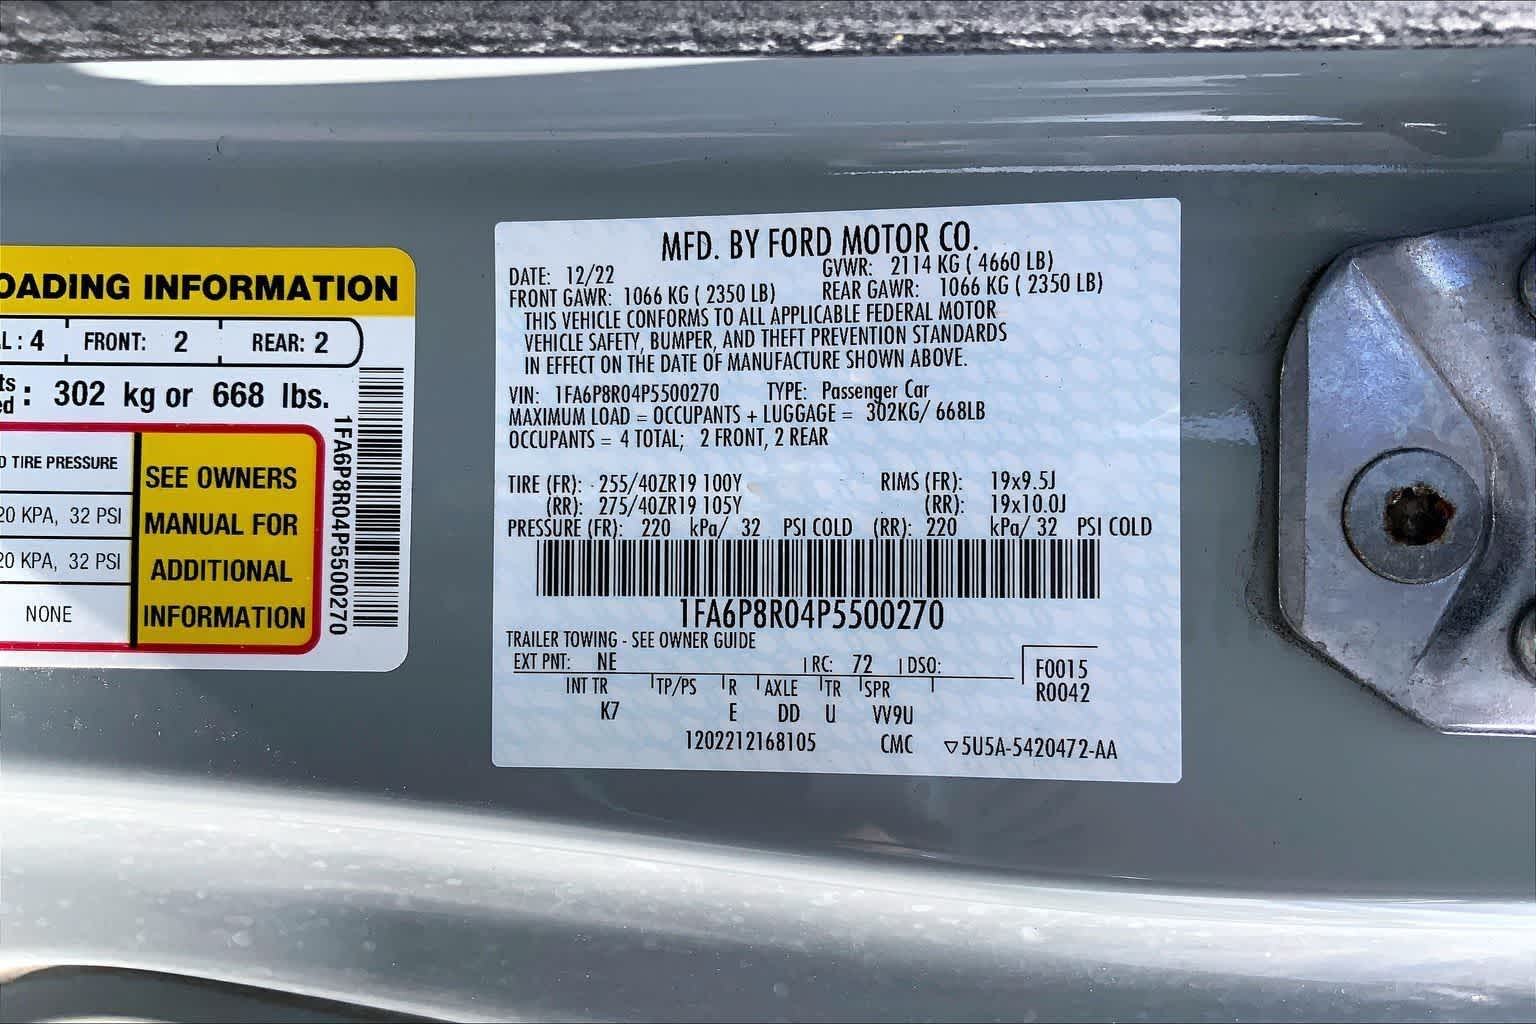 OADING INFORMATION
L: 4 FRONT: 2 REAR: 2
ts
ed : 302 kg or 668 lbs.
D TIRE PRESSURE
20 KPA, 32 PSI
20 KPA, 32 PSI
NONE
SEE OWNERS
MANUAL FOR
ADDITIONAL
INFORMATION
1FA6P8R04P5500270
MFD. BY FORD MOTOR CO.
DATE: 12/22 GVWR: 2114 KG ( 4660 LB)
FRONT GAWR: 1066 KG ( 2350 LB) REAR GAWR: 1066 KG ( 2350 LB)
THIS VEHICLE CONFORMS TO ALL APPLICABLE FEDERAL MOTOR
VEHICLE SAFETY, BUMPER, AND THEFT PREVENTION STANDARDS
IN EFFECT ON THE DATE OF MANUFACTURE SHOWN ABOVE.
VIN: 1FA6P8R04P5500270 TYPE: Passenger Car
MAXIMUM LOAD = OCCUPANTS + LUGGAGE = 302KG/ 668LB
OCCUPANTS = 4 TOTAL; 2 FRONT, 2 REAR
TIRE (FR): 255/40ZR19 100Y RIMS (FR): 19x9.5J
(RR): 275/40ZR19 105Y (RR): 19x10.0J
PRESSURE (FR): 220 kPa/ 32 PSI COLD (RR): 220 kPa/ 32 PSI COLD
1FA6P8R04P5500270
TRAILER TOWING - SEE OWNER GUIDE
EXT PNT: NE RC: 72 DSO: F0015
R0042
INT TR TP/PS R AXLE TR SPR
K7 E DD U VV9U
1202212168105 CMC ▽5U5A-5420472-AA